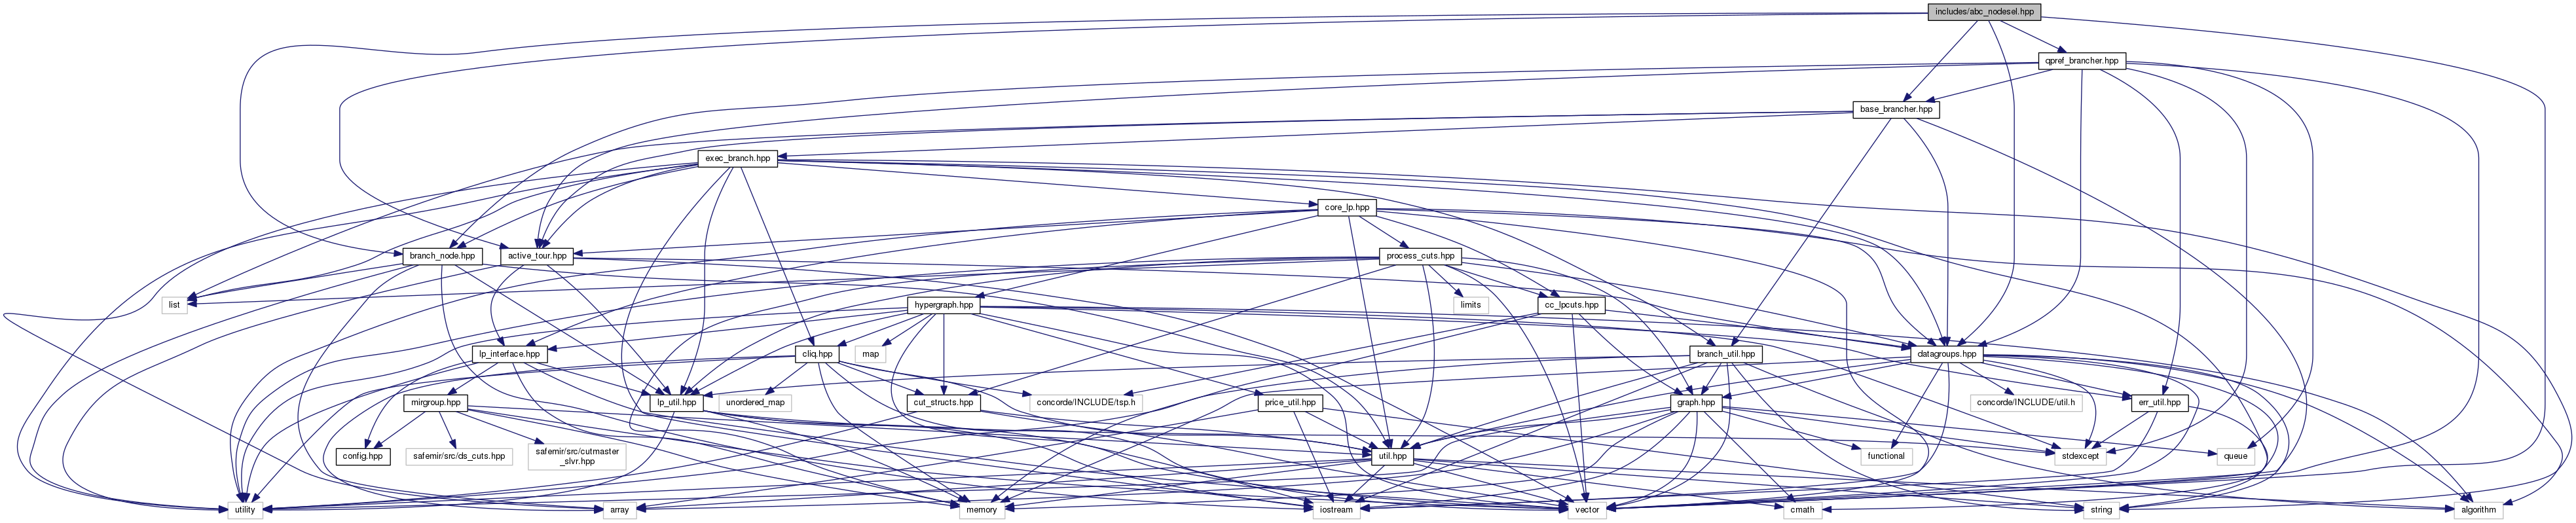 includes/abc_nodesel.hpp
qpref_brancher.hpp
base_brancher.hpp
exec_branch.hpp
core_lp.hpp
branch_node.hpp
active_tour.hpp
process_cuts.hpp
list
hypergraph.hpp
limits
cc_lpcuts.hpp
lp_interface.hpp
cliq.hpp
map
branch_util.hpp
datagroups.hpp
mirgroup.hpp
lp_util.hpp
unordered_map
cut_structs.hpp
concorde/INCLUDE/tsp.h
price_util.hpp
graph.hpp
concorde/INCLUDE/util.h
err_util.hpp
config.hpp
safemir/src/ds_cuts.hpp
safemir/src/cutmaster
_slvr.hpp
util.hpp
functional
stdexcept
queue
utility
array
memory
iostream
vector
cmath
string
algorithm